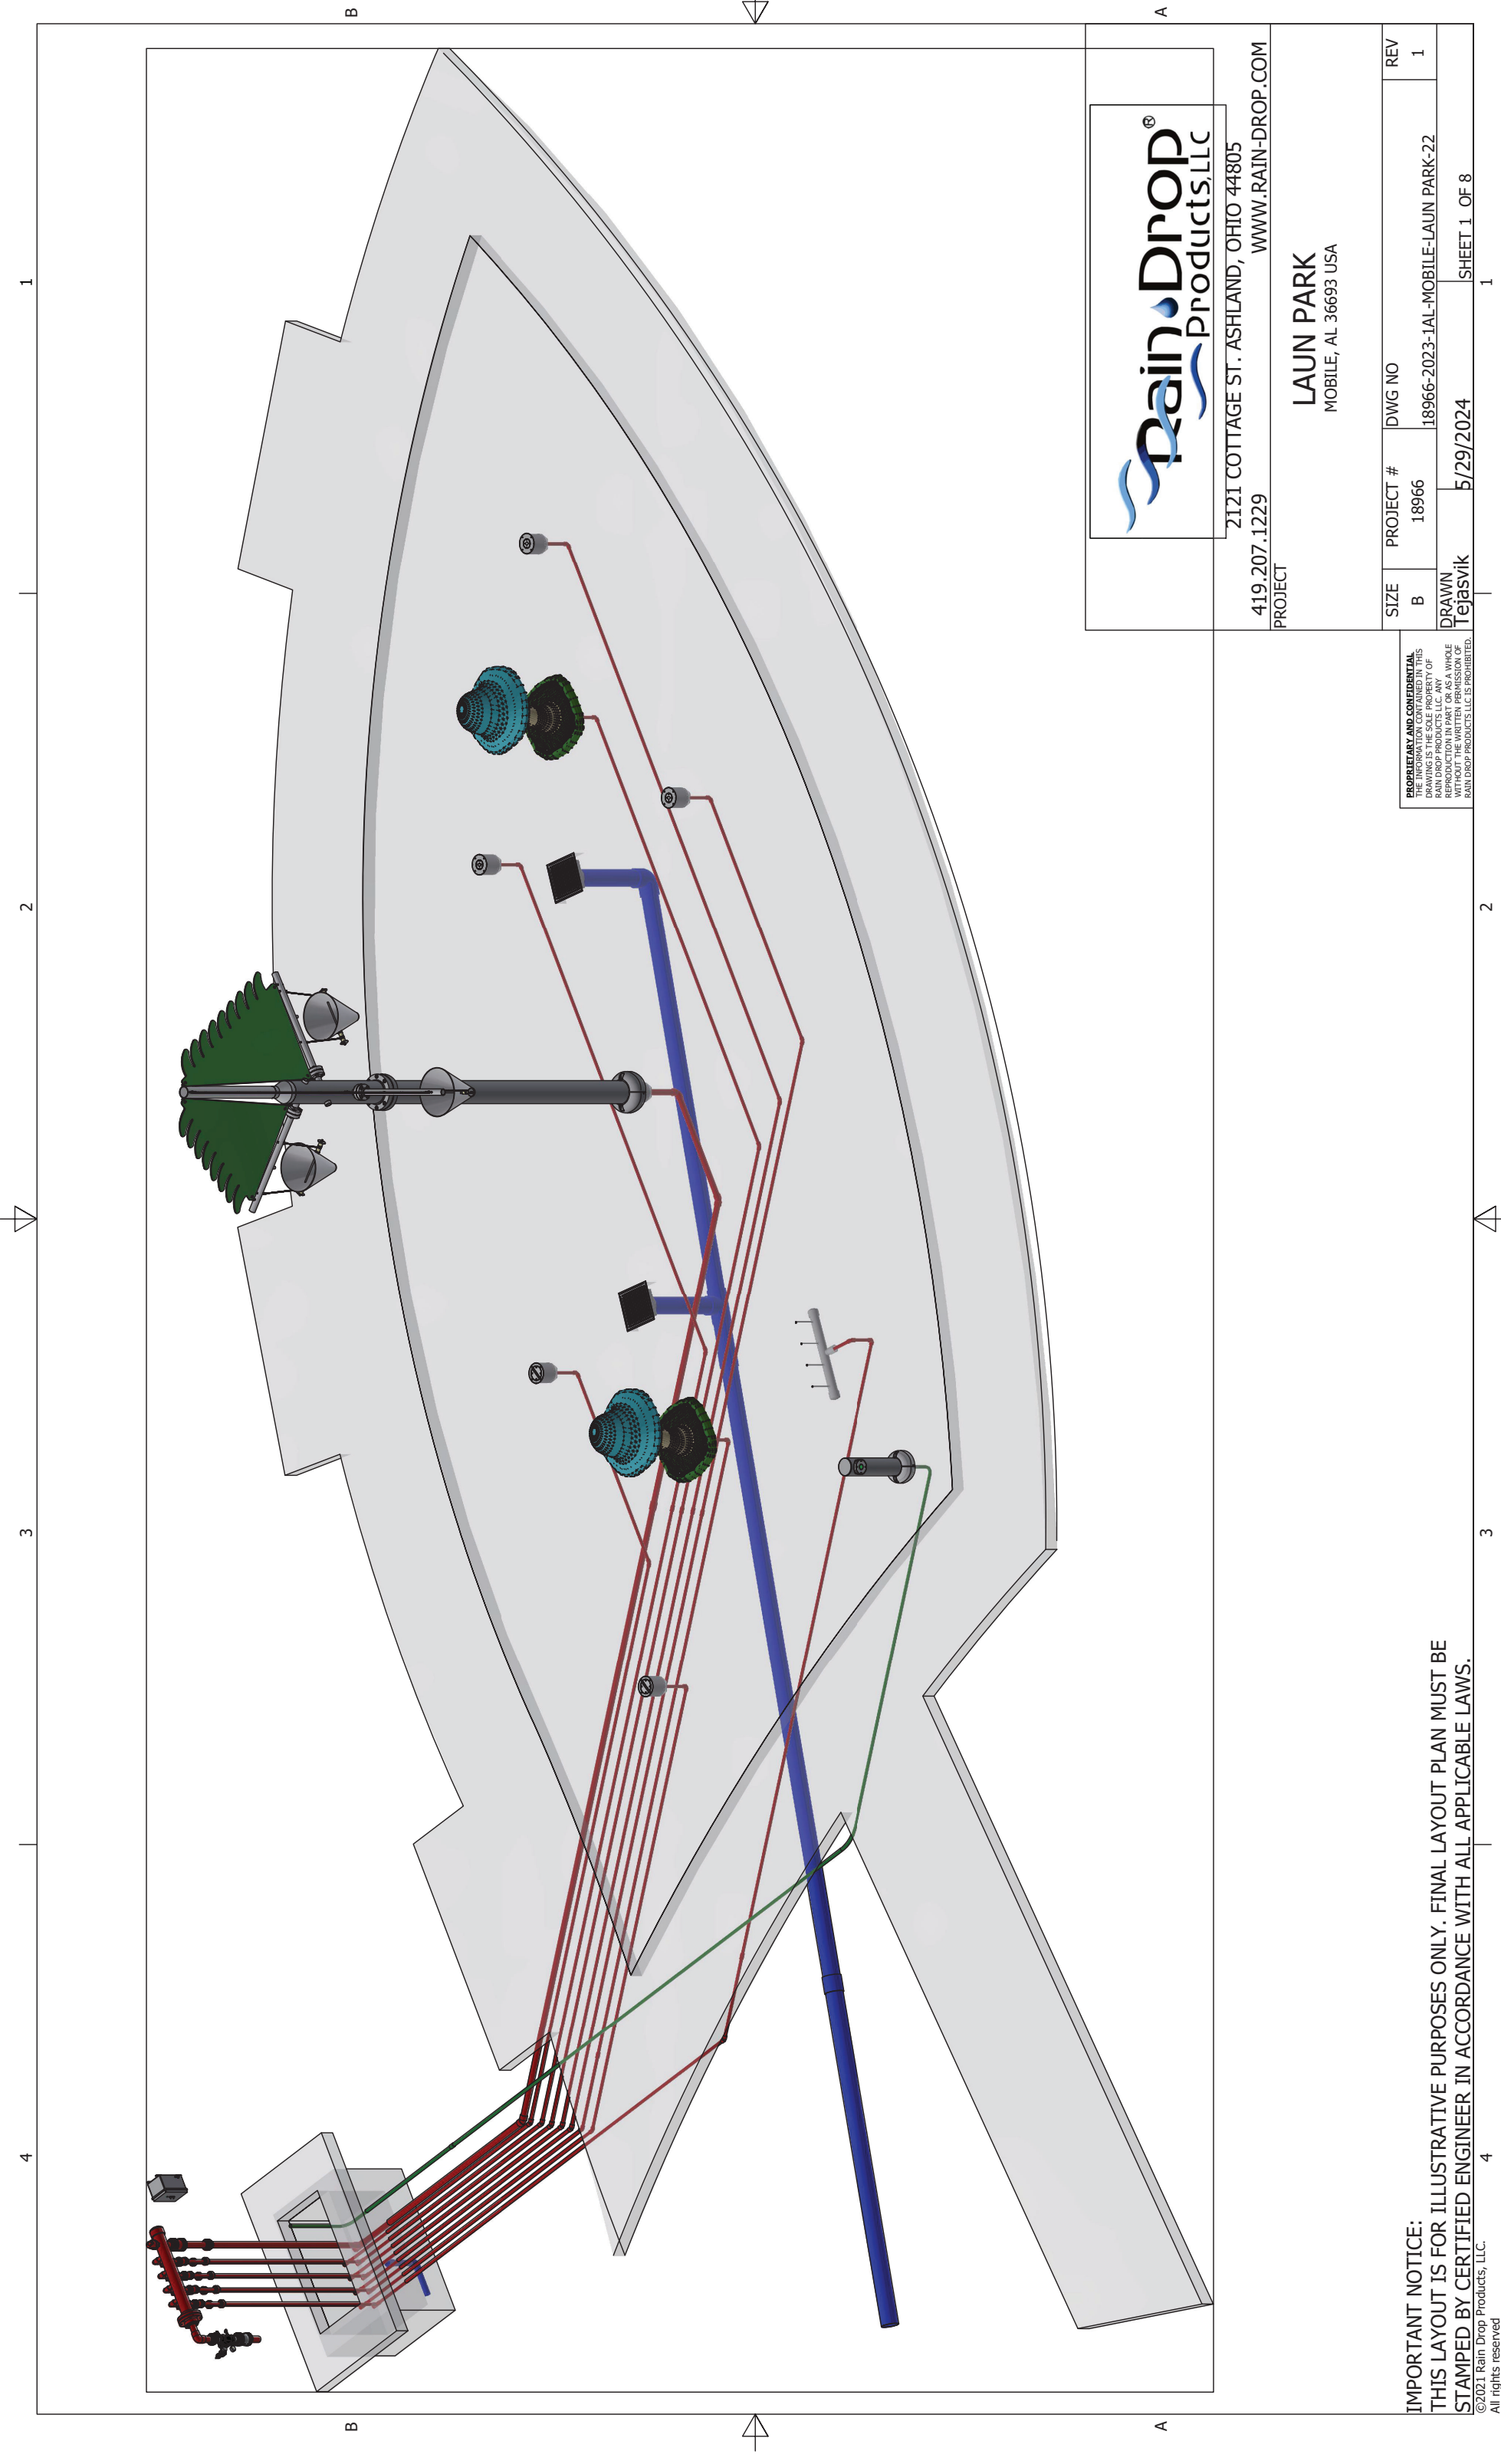 4
3
2
1
B
B
A
A
4
3
2
1
Rain Drop®
Products,LLC
2121 COTTAGE ST. ASHLAND, OHIO 44805
419.207.1229
WWW.RAIN-DROP.COM
PROJECT
LAUN PARK
MOBILE, AL 36693 USA
SIZE
B
PROJECT #
18966
DWG NO
18966-2023-1AL-MOBILE-LAUN PARK-22
REV
1
DRAWN
Tejasvik
5/29/2024
SHEET 1 OF 8
PROPRIETARY AND CONFIDENTIAL
THE INFORMATION CONTAINED IN THIS
DRAWING IS THE SOLE PROPERTY OF
RAIN DROP PRODUCTS LLC. ANY
REPRODUCTION IN PART OR AS A WHOLE
WITHOUT THE WRITTEN PERMISSION OF
RAIN DROP PRODUCTS LLC IS PROHIBITED.
IMPORTANT NOTICE:
THIS LAYOUT IS FOR ILLUSTRATIVE PURPOSES ONLY. FINAL LAYOUT PLAN MUST BE
STAMPED BY CERTIFIED ENGINEER IN ACCORDANCE WITH ALL APPLICABLE LAWS.
©2021 Rain Drop Products, LLC.
All rights reserved